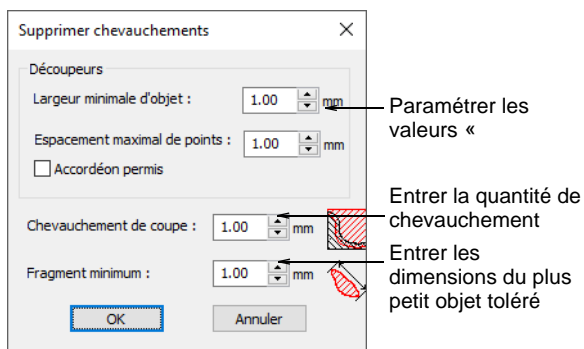 Supprimer chevauchements
Découpeurs
Largeur minimale d'objet : 1.00 mm
Espacement maximal de points : 1.00 mm
Accordéon permis
Chevauchement de coupe : 1.00 mm
Fragment minimum : 1.00 mm
OK Annuler
Paramétrer les
valeurs «
Entrer la quantité de
chevauchement
Entrer les
dimensions du plus
petit objet toléré